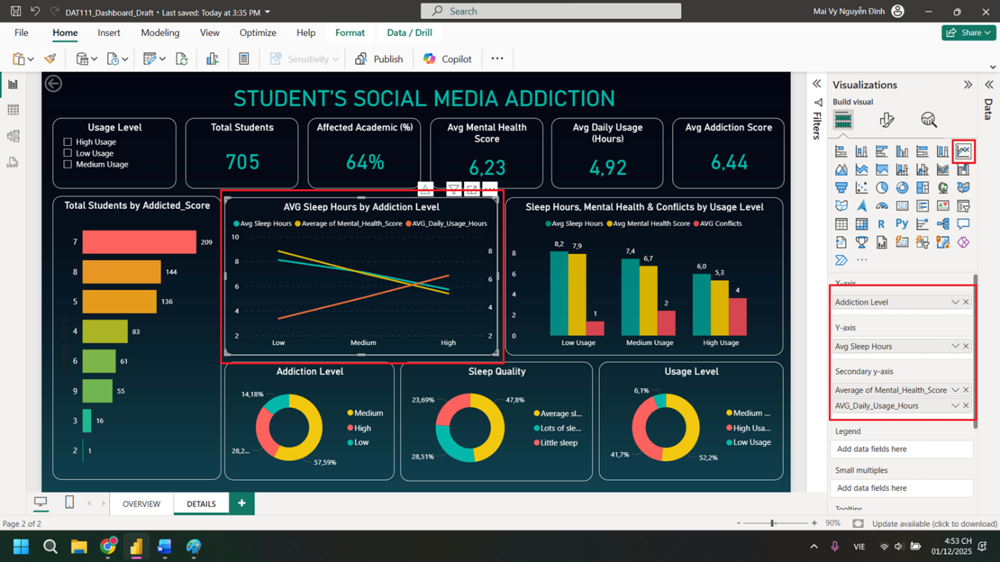 DAT111_Dashboard_Draft • Last saved: Today at 3:35 PM
Search
Mai Vy Nguyễn Đình
File Home Insert Modeling View Optimize Help Format Data / Drill
Share
Sensitivity Publish Copilot
STUDENT'S SOCIAL MEDIA ADDICTION
Usage Level
High Usage
Low Usage
Medium Usage
Total Students
705
Affected Academic (%)
64%
Avg Mental Health
Score
6,23
Avg Daily Usage
(Hours)
4,92
Avg Addiction Score
6,44
Total Students by Addicted_Score
7 209
8 144
5 136
4 83
6 61
9 55
3 16
2 1
AVG Sleep Hours by Addiction Level
Avg Sleep Hours Average of Mental_Health_Score AVG_Daily_Usage_Hours
10
8 8
6 6
4 4
2 2
Low Medium High
Sleep Hours, Mental Health & Conflicts by Usage Level
Avg Sleep Hours Avg Mental Health Score AVG Conflicts
8
6
4
2
0
8,2 7,9 1
7,4 6,7 2
6,0 5,3 4
Low Usage Medium Usage High Usage
Addiction Level
14,18%
28,2...
57,59%
Medium
High
Low
Sleep Quality
23,69%
47,8%
28,51%
Average sl...
Lots of sle...
Little sleep
Usage Level
6,1%
41,7%
52,2%
Medium ...
High Usa...
Low Usage
Filters
Visualizations
Build visual
Data
R Py
123
X-axis
Addiction Level
Y-axis
Avg Sleep Hours
Secondary y-axis
Average of Mental_Health_Score
AVG_Daily_Usage_Hours
Legend
Add data fields here
Small multiples
Add data fields here
Tooltips
OVERVIEW DETAILS
Page 2 of 2
90%
Update available (click to download)
VIE
4:53 CH
01/12/2025